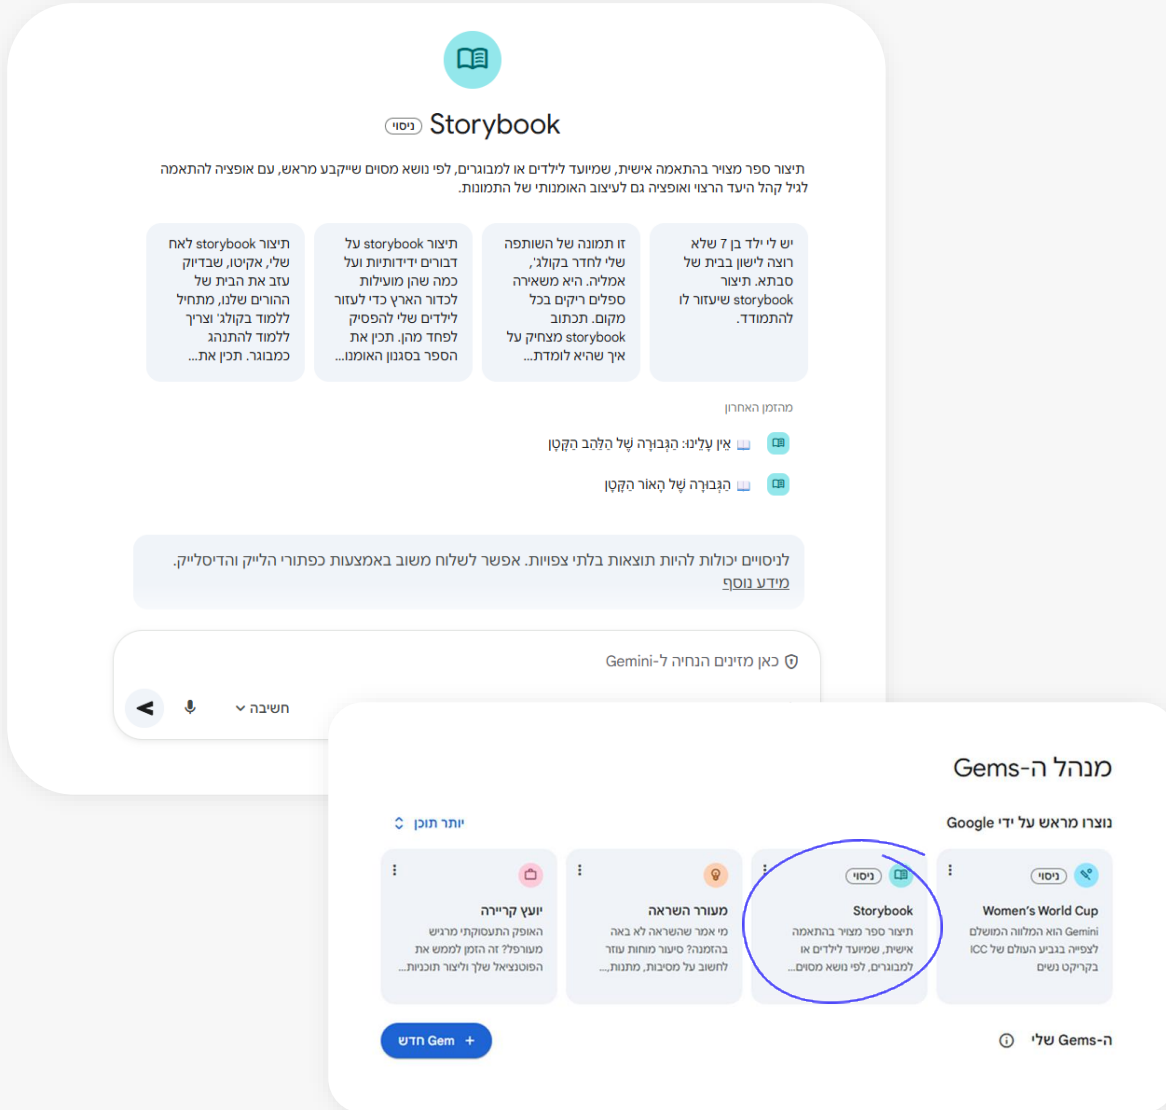 Storybook ניסוי
תיצור ספר מצויר בהתאמה אישית, שמיועד לילדים או למבוגרים, לפי נושא מסוים שייקבע מראש, עם אופציה להתאמה
לגיל קהל היעד הרצוי ואופציה גם לעיצוב האומנותי של התמונות.
יש לי ילד בן 7 שלא
רוצה לישון בבית של
סבתא. תיצור
storybook שיעזור לו
להתמודד.
זו תמונה של השותפה
שלי לחדר בקולג',
אמליה. היא משאירה
ספלים ריקים בכל
מקום. תכתוב
storybook מצחיק על
איך שהיא לומדת...
תיצור storybook על
דבורים ידידותיות ועל
כמה שהן מועילות
לכדור הארץ כדי לעזור
לילדים שלי להפסיק
לפחד מהן. תכין את
הספר בסגנון האומנו...
תיצור storybook לאח
שלי, אקיטו, שבדיוק
עזב את הבית של
ההורים שלנו, מתחיל
ללמוד בקולג' וצריך
ללמוד להתנהג
כמבוגר. תכין את...
מהזמן האחרון
📖 אֵין עָלֵינוּ: הַגְּבוּרָה שֶׁל הַלַּהַב הַקָּטָן
📖 הַגְּבוּרָה שֶׁל הָאוֹר הַקָּטָן
לניסויים יכולות להיות תוצאות בלתי צפויות. אפשר לשלוח משוב באמצעות כפתורי הלייק והדיסלייק.
מידע נוסף
כאן מזינים הנחיה ל-Gemini
חשיבה
מנהל ה-Gems
נוצרו מראש על ידי Google
יותר תוכן
ניסוי
Women's World Cup
Gemini הוא המלווה המושלם
לצפייה בגביע העולם של ICC
בקריקט נשים
ניסוי
Storybook
תיצור ספר מצויר בהתאמה
אישית, שמיועד לילדים או
למבוגרים, לפי נושא מסוים...
מעורר השראה
מי אמר שהשראה לא באה
בהזמנה? סיעור מוחות עוזר
לחשוב על מסיבות, מתנות,...
יועץ קריירה
האופק התעסוקתי מרגיש
מעורפל? זה הזמן לממש את
הפוטנציאל שלך וליצור תוכניות...
ה-Gems שלי
+ Gem חדש